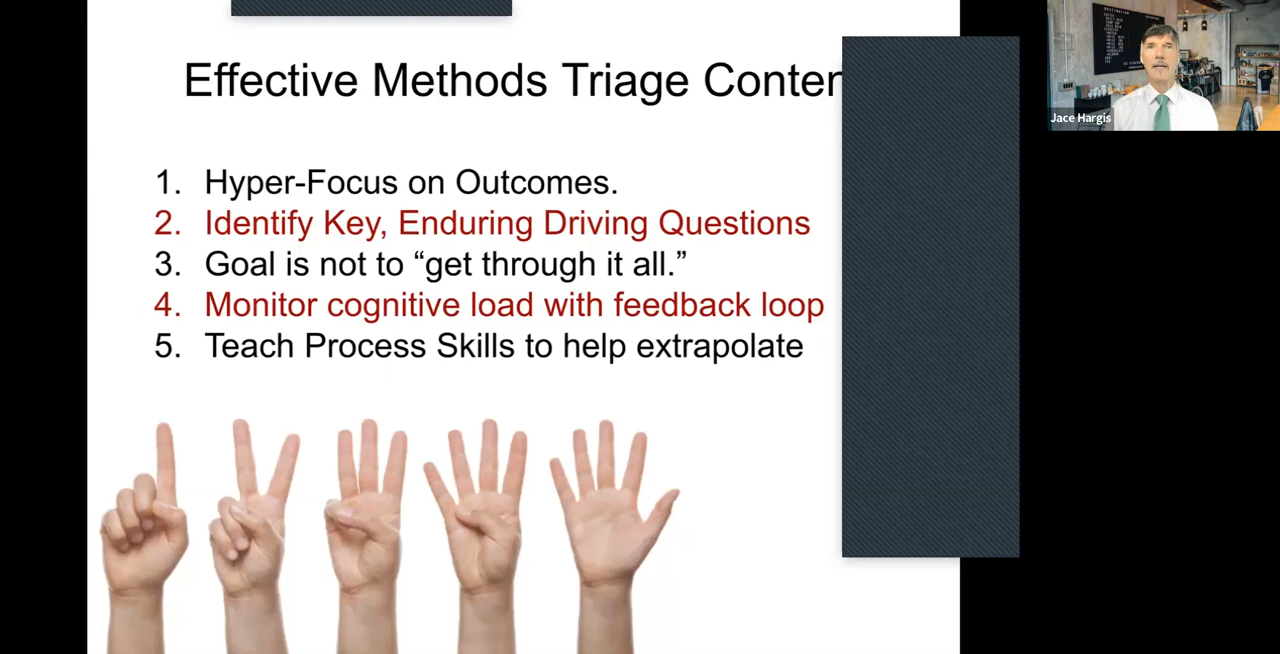 Effective Methods Triage Conten
1. Hyper-Focus on Outcomes.
2. Identify Key, Enduring Driving Questions
3. Goal is not to “get through it all.”
4. Monitor cognitive load with feedback loop
5. Teach Process Skills to help extrapolate
Jace Hargis